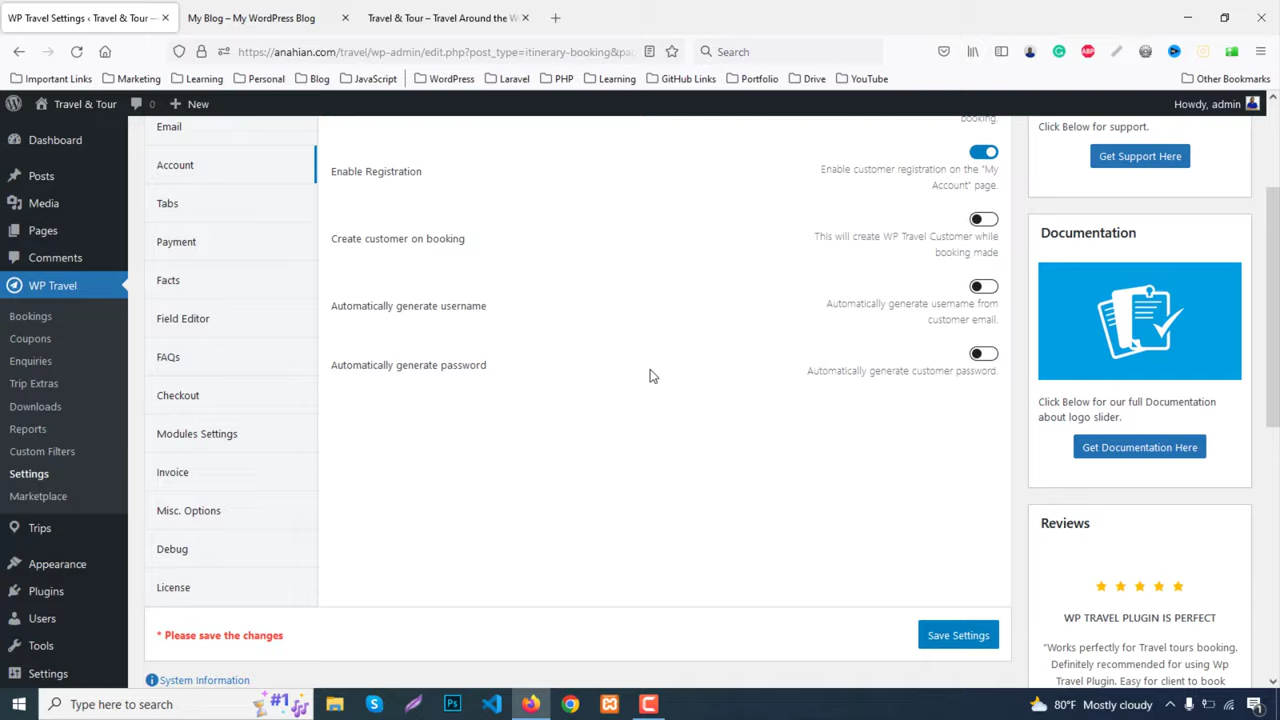 WP Travel Settings ‹ Travel & Tour —
My Blog – My WordPress Blog
Travel & Tour – Travel Around the W
https://anahian.com/travel/wp-admin/edit.php?post_type=itinerary-booking&pa
Search
Important Links
Marketing
Learning
Personal
Blog
JavaScript
WordPress
Laravel
PHP
Learning
GitHub Links
Portfolio
Drive
YouTube
Other Bookmarks
Travel & Tour
0
New
Howdy, admin
Dashboard
Posts
Media
Pages
Comments
WP Travel
Bookings
Coupons
Enquiries
Trip Extras
Downloads
Reports
Custom Filters
Settings
Marketplace
Trips
Appearance
Plugins
Users
Tools
Settings
Email
Account
Tabs
Payment
Facts
Field Editor
FAQs
Checkout
Modules Settings
Invoice
Misc. Options
Debug
License
booking.
Enable Registration
Enable customer registration on the "My
Account" page.
Create customer on booking
This will create WP Travel Customer while
booking made
Automatically generate username
Automatically generate username from
customer email.
Automatically generate password
Automatically generate customer password.
* Please save the changes
Save Settings
System Information
Click Below for support.
Get Support Here
Documentation
Click Below for our full Documentation
about logo slider.
Get Documentation Here
Reviews
WP TRAVEL PLUGIN IS PERFECT
"Works perfectly for Travel tours booking.
Definitely recommended for using Wp
Travel Plugin. Easy for client to book
Type here to search
#1
80°F Mostly cloudy